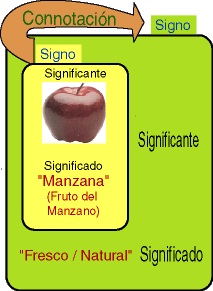 Connotación
Signo
Signo
Significante
Significante
Significado
"Manzana"
(Fruto del
Manzano)
"Fresco / Natural" Significado